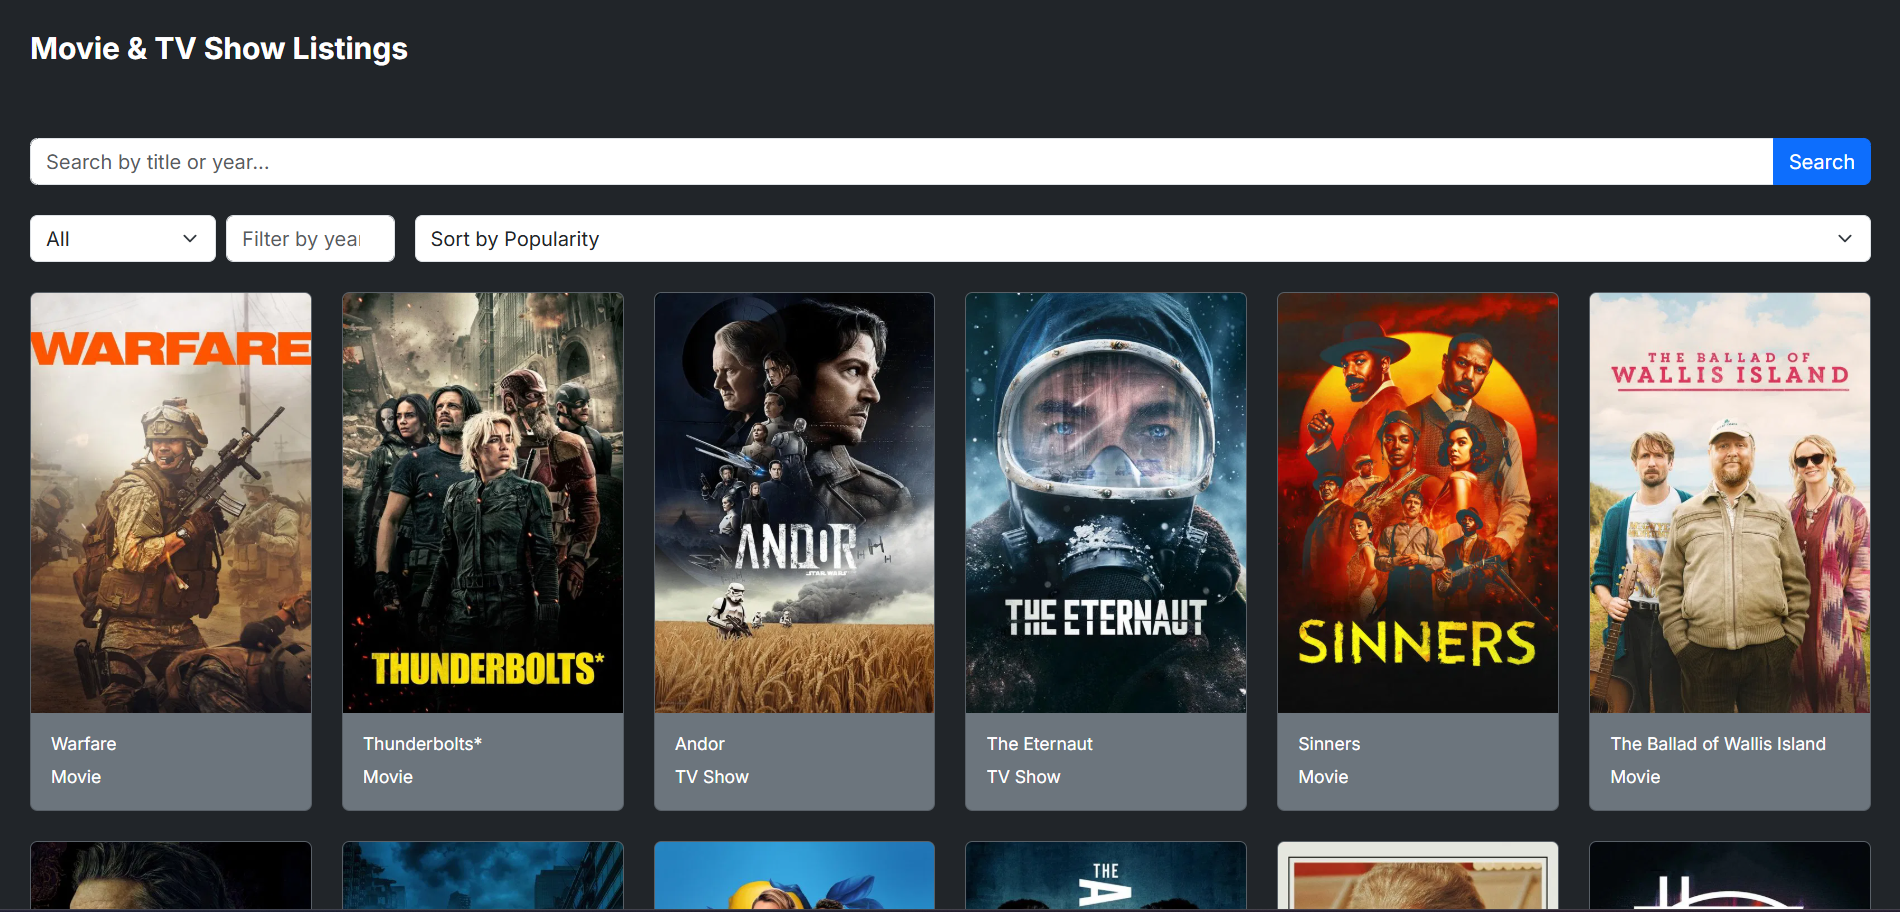 Movie & TV Show Listings
Search by title or year...
Search
All
Filter by year
Sort by Popularity
WARFARE
THUNDERBOLTS*
ANDOR
STAR WARS
THE ETERNAUT
SINNERS
THE BALLAD OF
WALLIS ISLAND
Warfare
Movie
Thunderbolts*
Movie
Andor
TV Show
The Eternaut
TV Show
Sinners
Movie
The Ballad of Wallis Island
Movie
THE
A